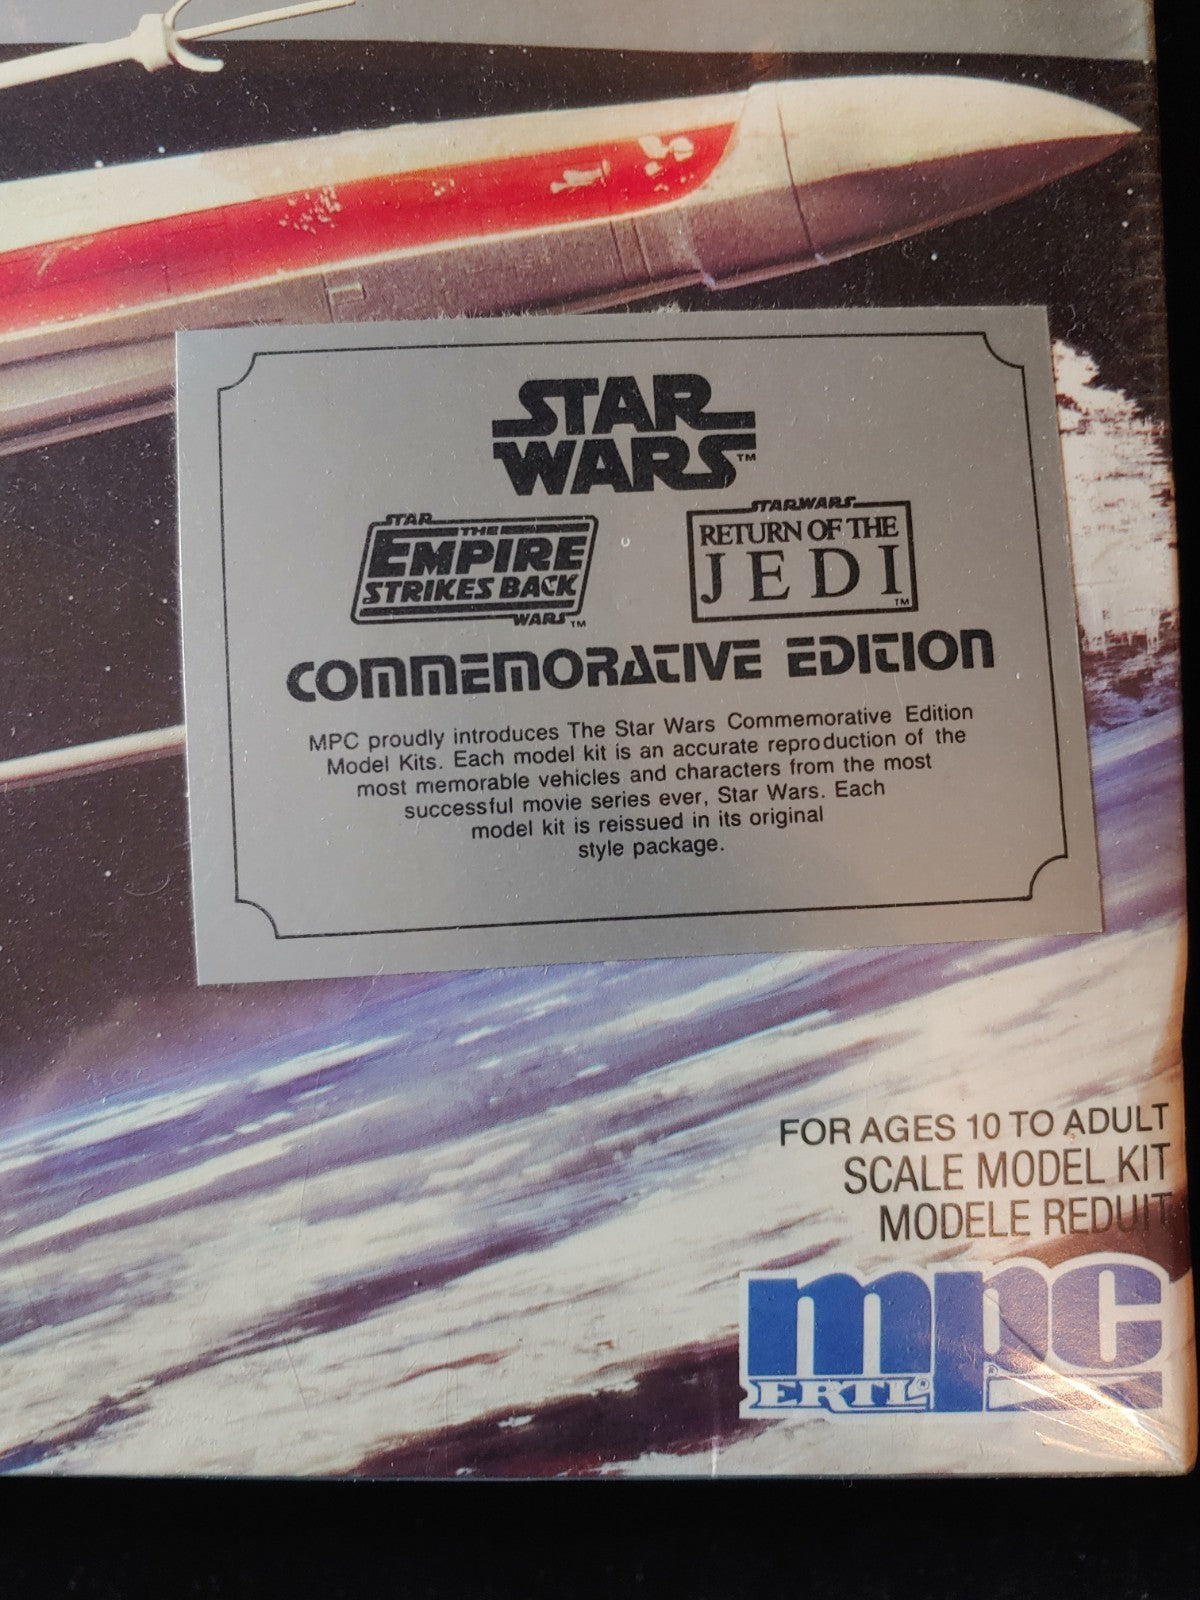 STAR
WARS™
STAR
THE
EMPIRE
STRIKES BACK
WARS™
STAR WARS
RETURN OF THE
JEDI™
COMMEMORATIVE EDITION
MPC proudly introduces The Star Wars Commemorative Edition
Model Kits. Each model kit is an accurate reproduction of the
most memorable vehicles and characters from the most
successful movie series ever, Star Wars. Each
model kit is reissued in its original
style package.
FOR AGES 10 TO ADULT
SCALE MODEL KIT
MODELE REDUIT
mpc®
ERTL®